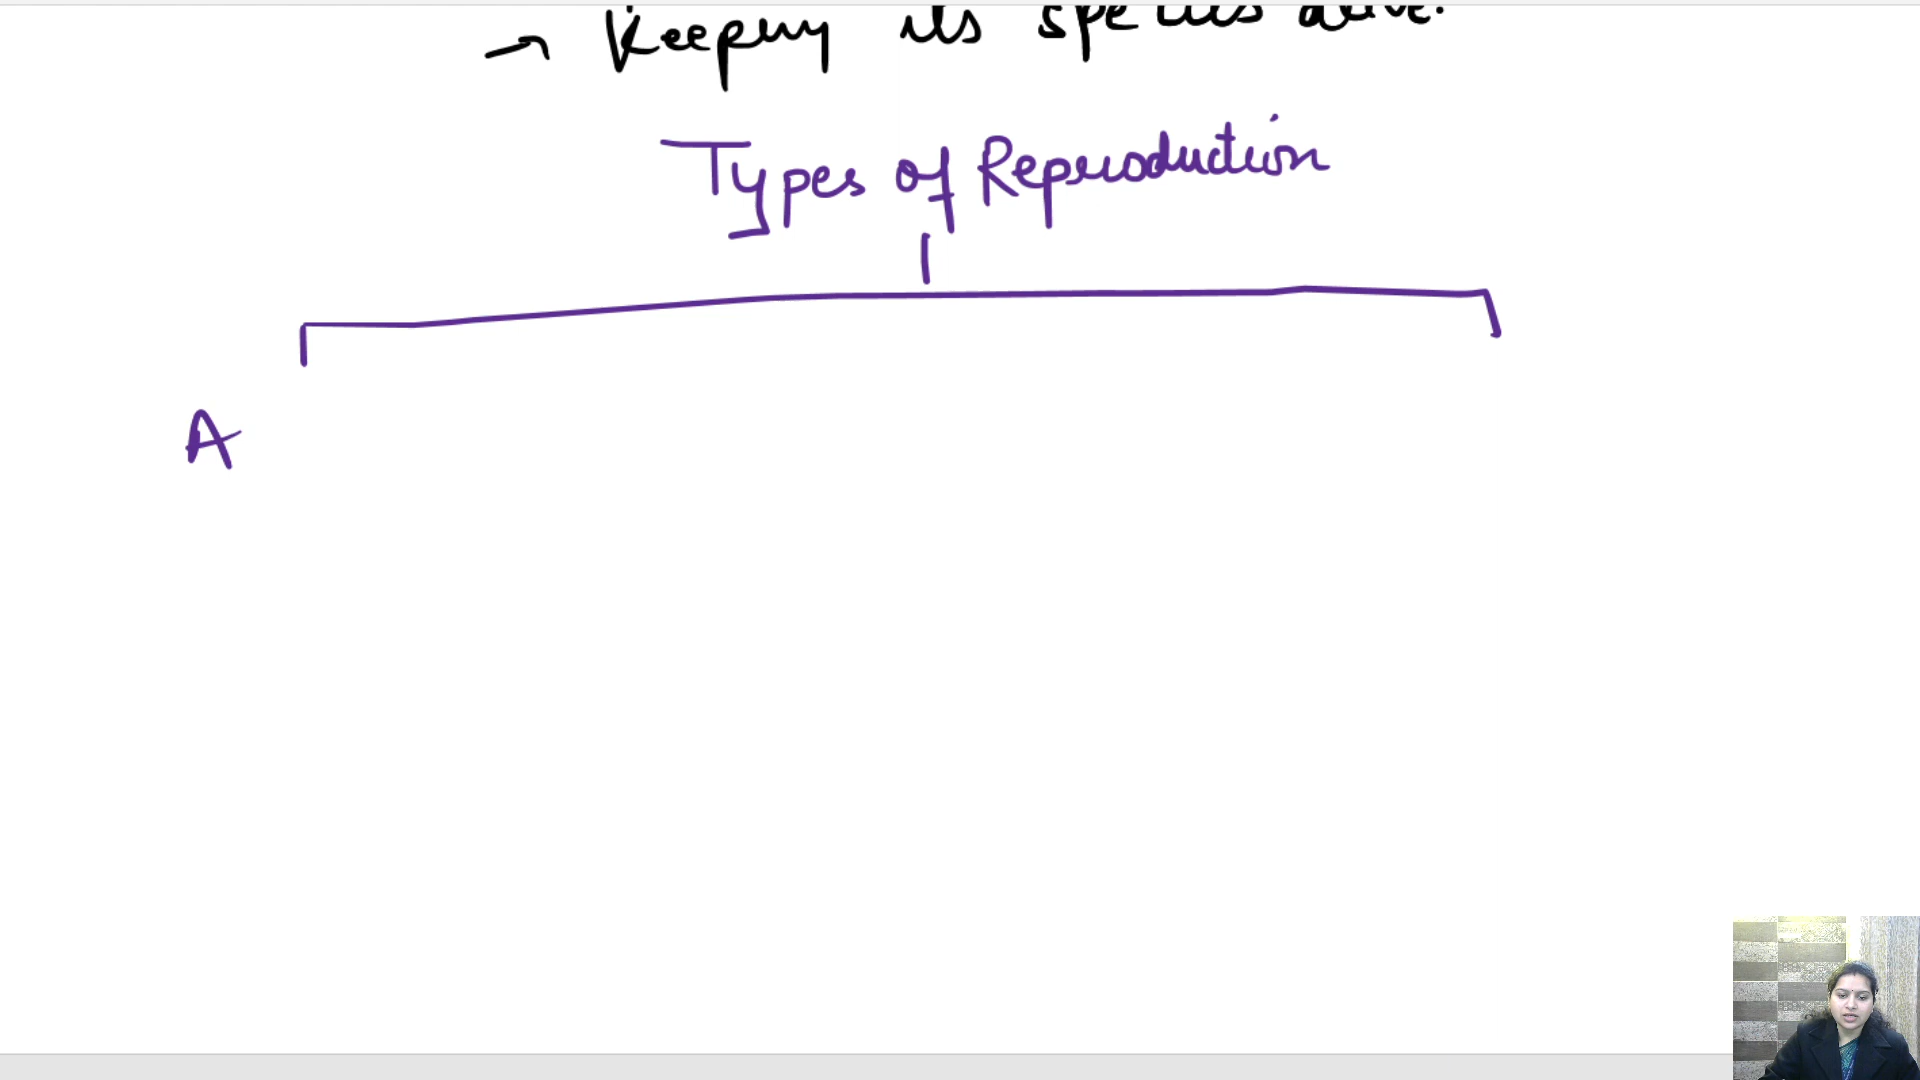 → Keeping its species alive.
Types of Reproduction
A